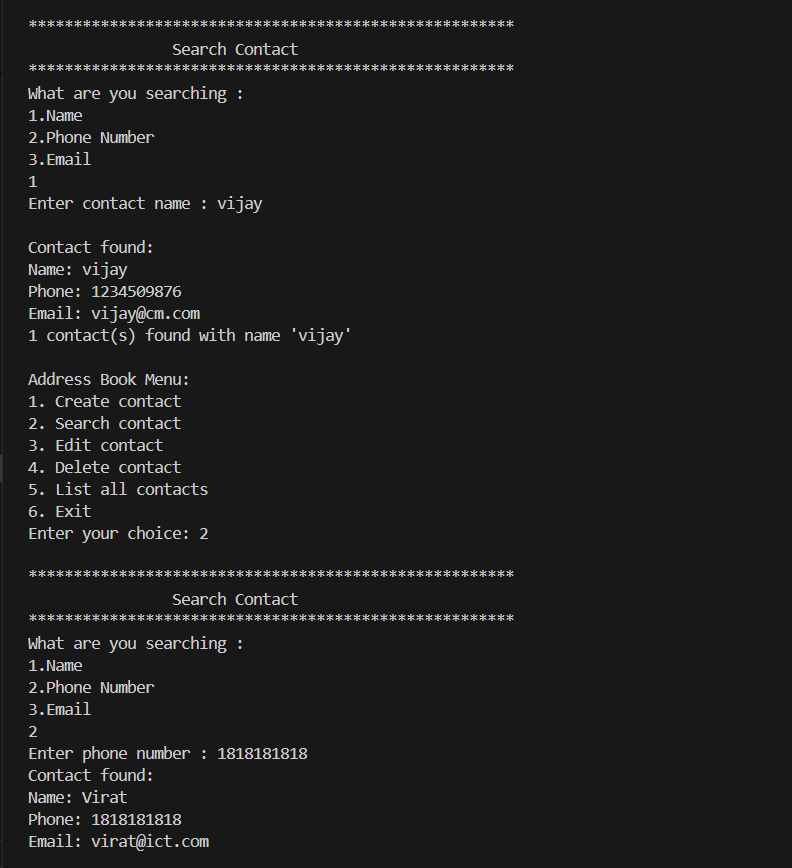 ******************************************************
Search Contact
******************************************************
What are you searching :
1.Name
2.Phone Number
3.Email
1
Enter contact name : vijay
Contact found:
Name: vijay
Phone: 1234509876
Email: vijay@cm.com
1 contact(s) found with name 'vijay'
Address Book Menu:
1. Create contact
2. Search contact
3. Edit contact
4. Delete contact
5. List all contacts
6. Exit
Enter your choice: 2
******************************************************
Search Contact
******************************************************
What are you searching :
1.Name
2.Phone Number
3.Email
2
Enter phone number : 1818181818
Contact found:
Name: Virat
Phone: 1818181818
Email: virat@ict.com